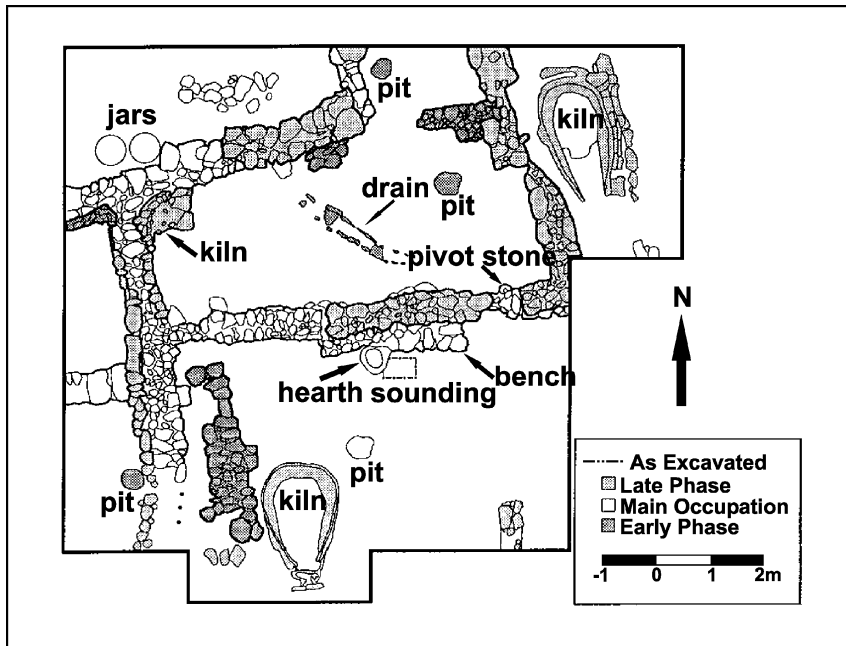 pit
jars
kiln
drain
pit
kiln
pivot stone
N
bench
hearth sounding
pit
pit
kiln
As Excavated
Late Phase
Main Occupation
Early Phase
-1 0 1 2m